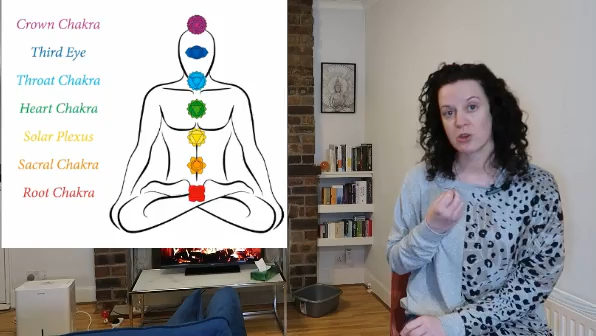 Crown Chakra
Third Eye
Throat Chakra
Heart Chakra
Solar Plexus
Sacral Chakra
Root Chakra